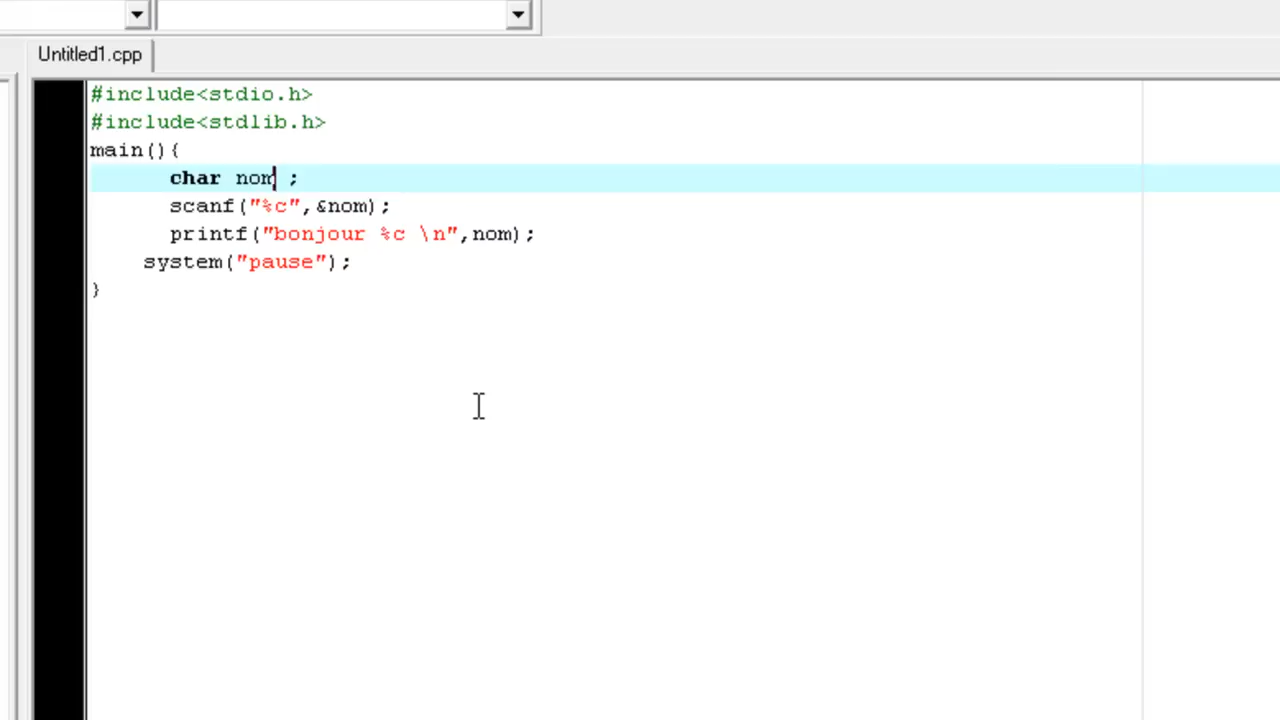 Untitled1.cpp
#include<stdio.h>
#include<stdlib.h>
main(){
char nom ;
scanf("%c",&nom);
printf("bonjour %c \n",nom);
system("pause");
}